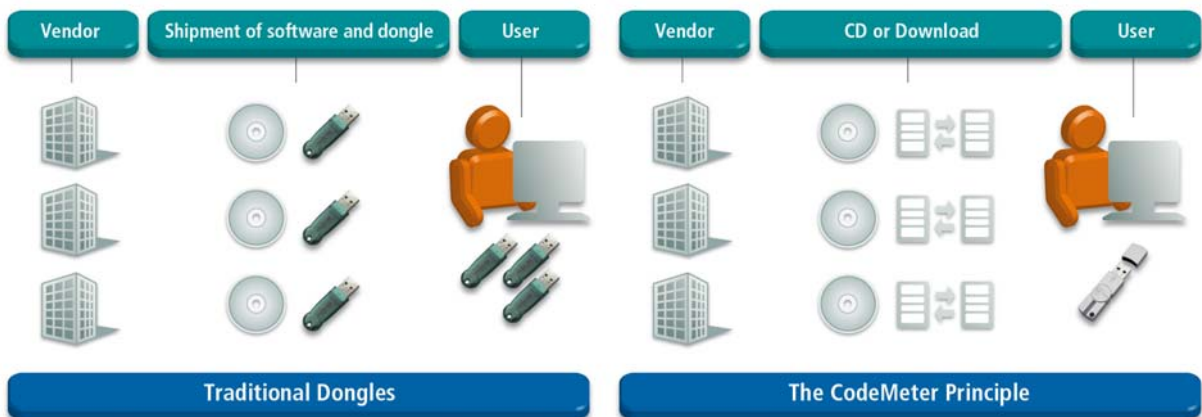 Vendor
Shipment of software and dongle
User
Traditional Dongles
Vendor
CD or Download
User
The CodeMeter Principle